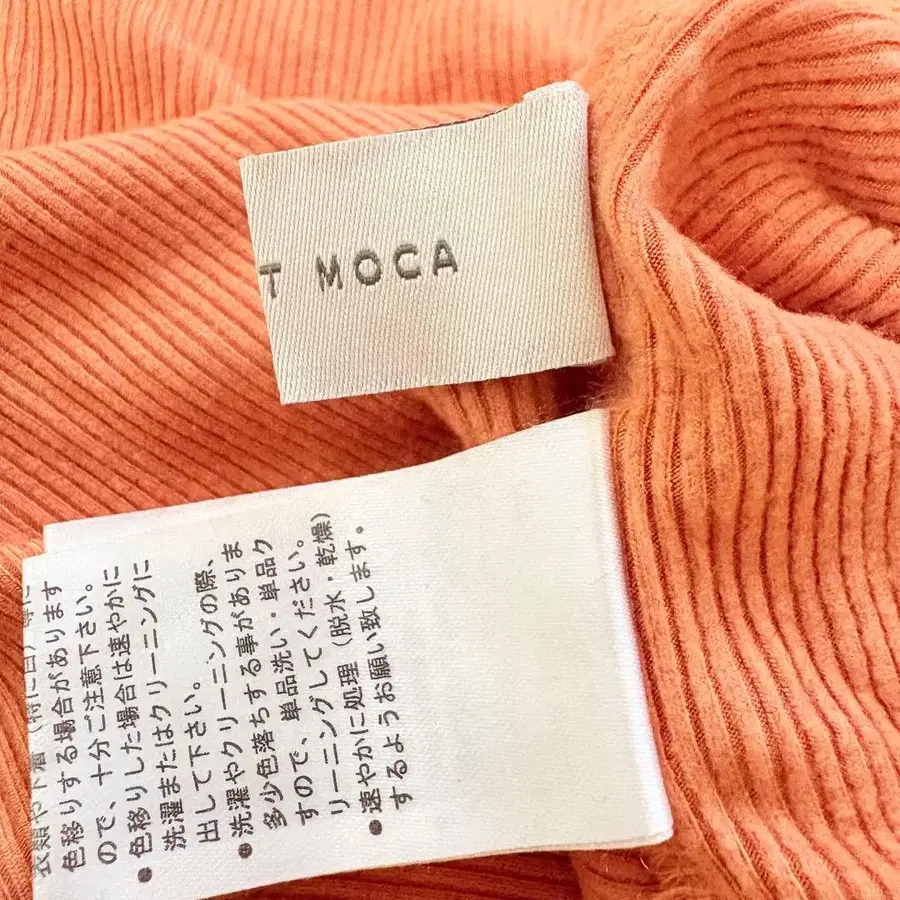 T MOCA
衣類や下着(特に白)等に
色移りする場合があります
ので、十分ご注意下さい。
●色移りした場合は速やかに
洗濯またはクリーニングに
出して下さい。
●洗濯やクリーニングの際、
多少色落ちする事がありま
すので、単品洗い・単品ク
リーニングしてください。
●速やかに処理(脱水・乾燥)
するようお願い致します。